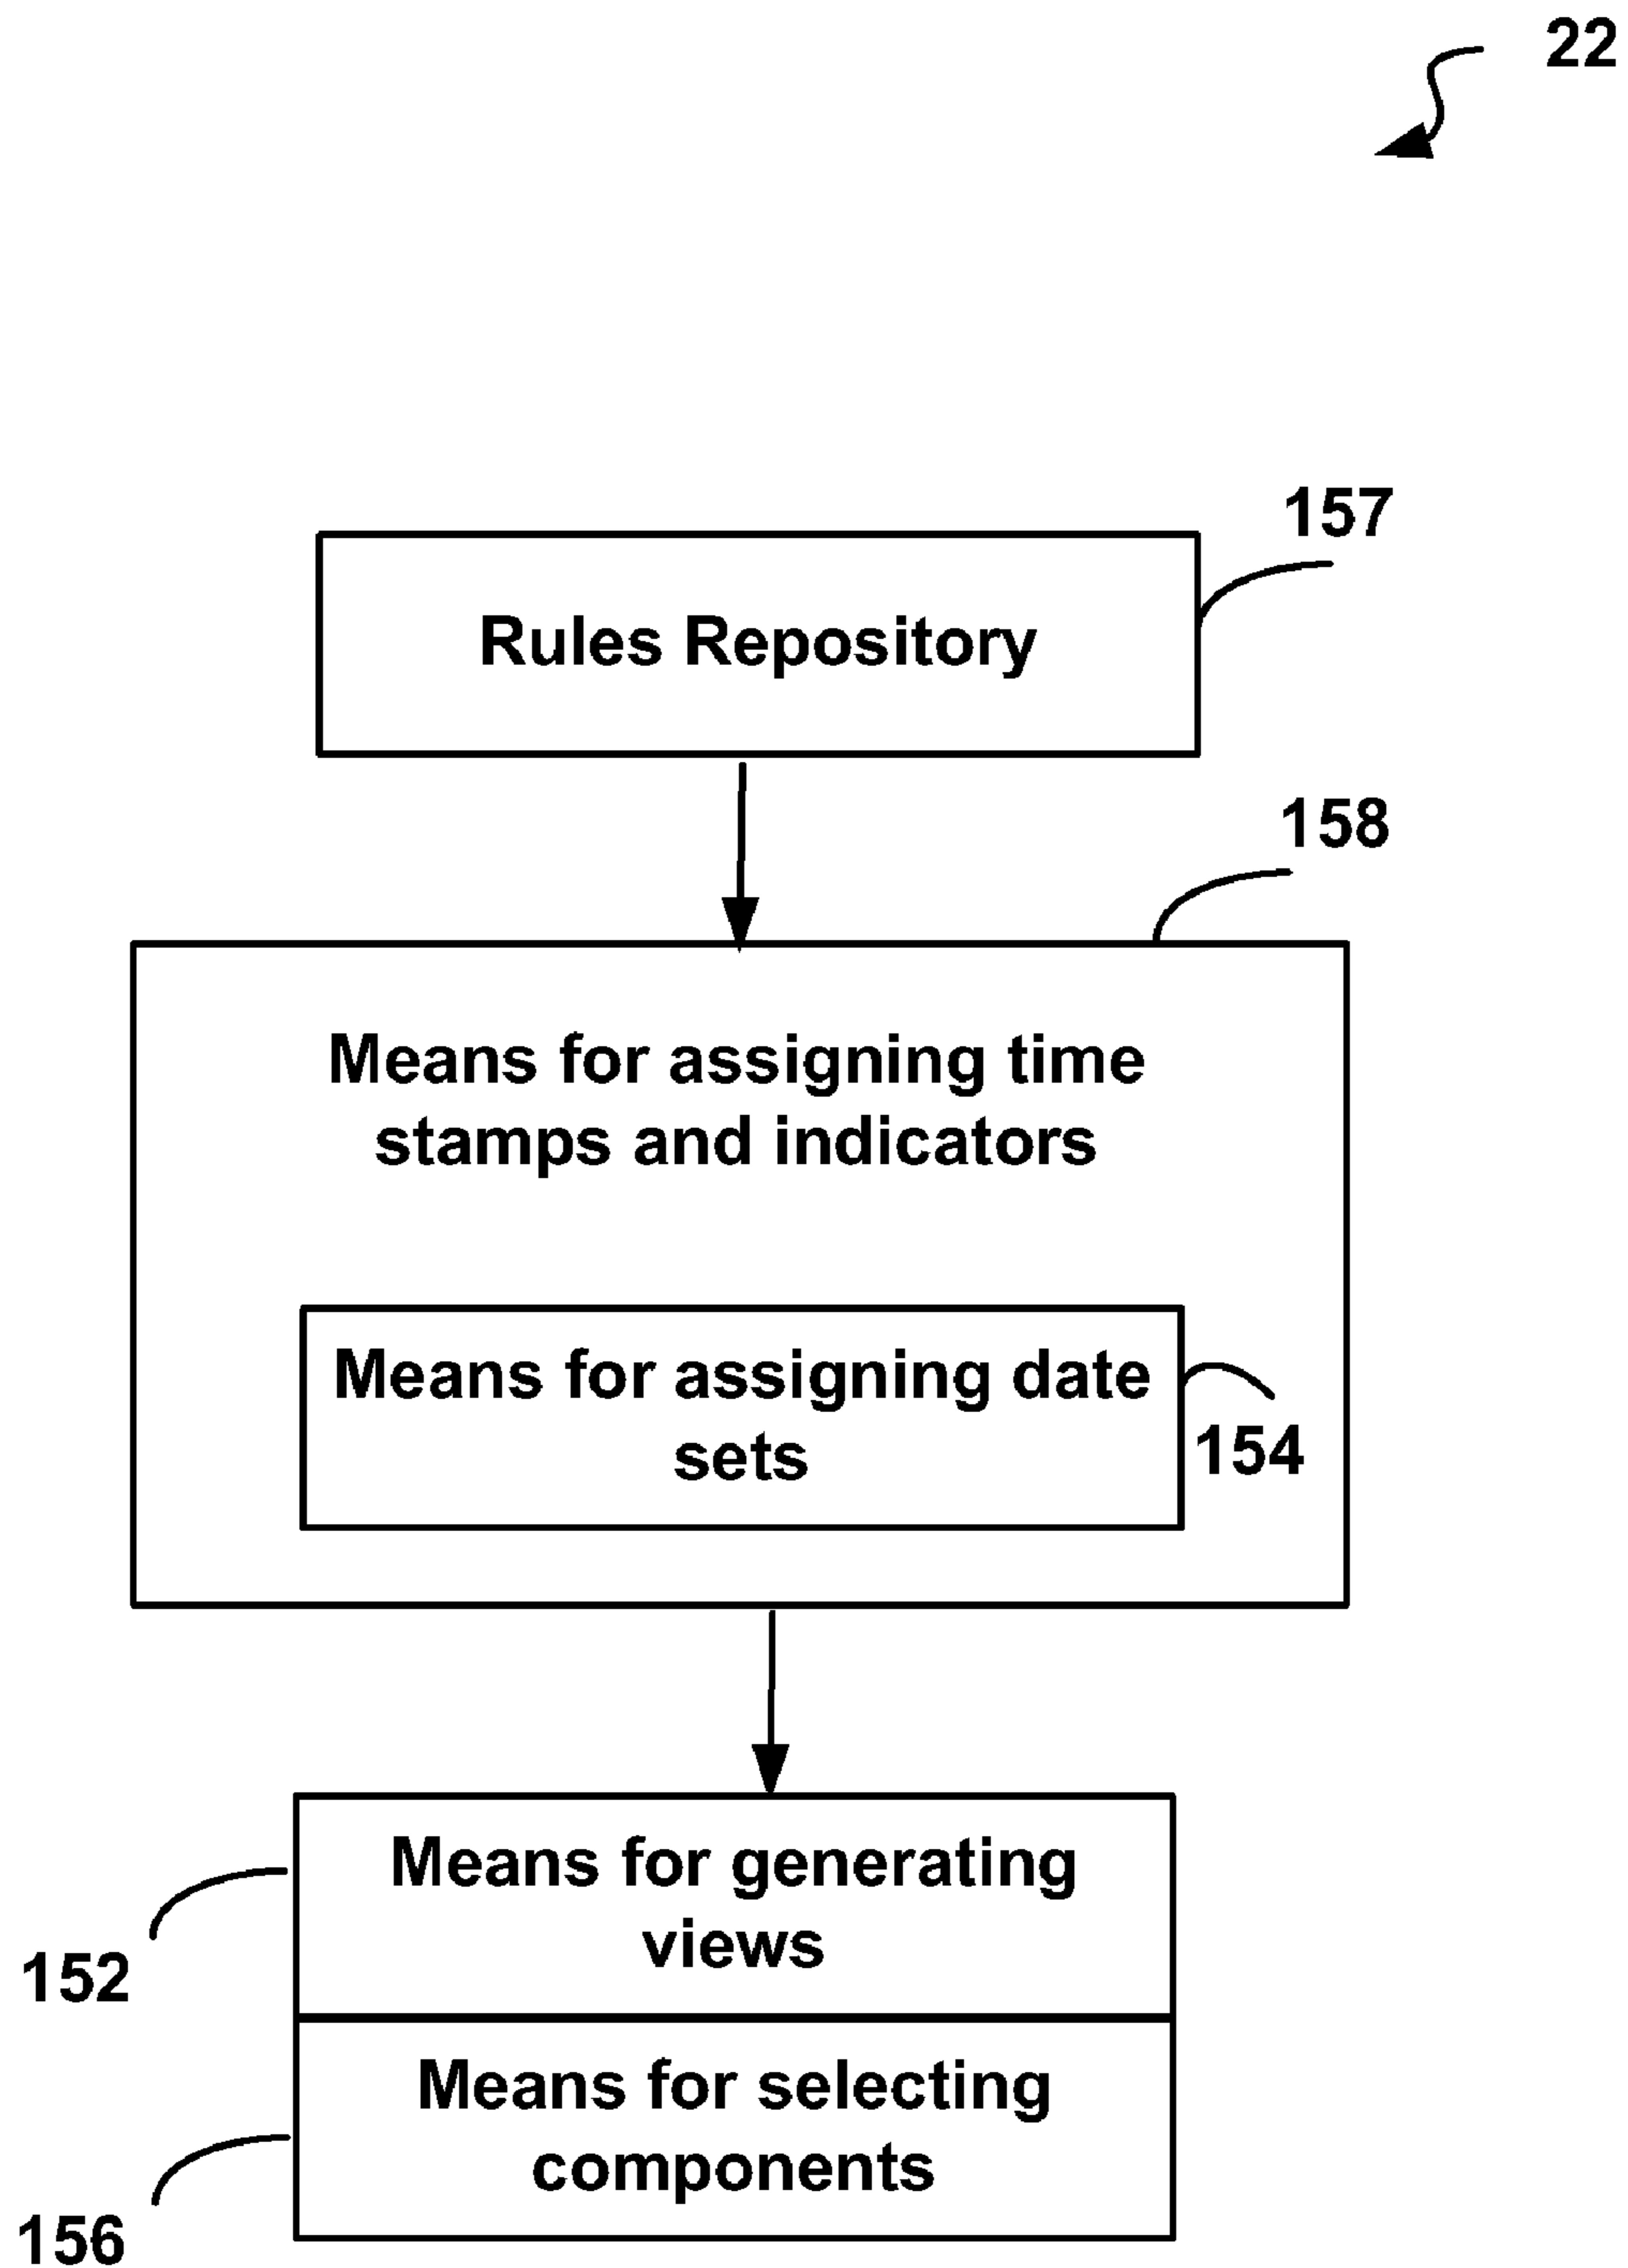 22
157
Rules Repository
158
Means for assigning time
stamps and indicators
Means for assigning date
sets
154
Means for generating
views
152
Means for selecting
components
156